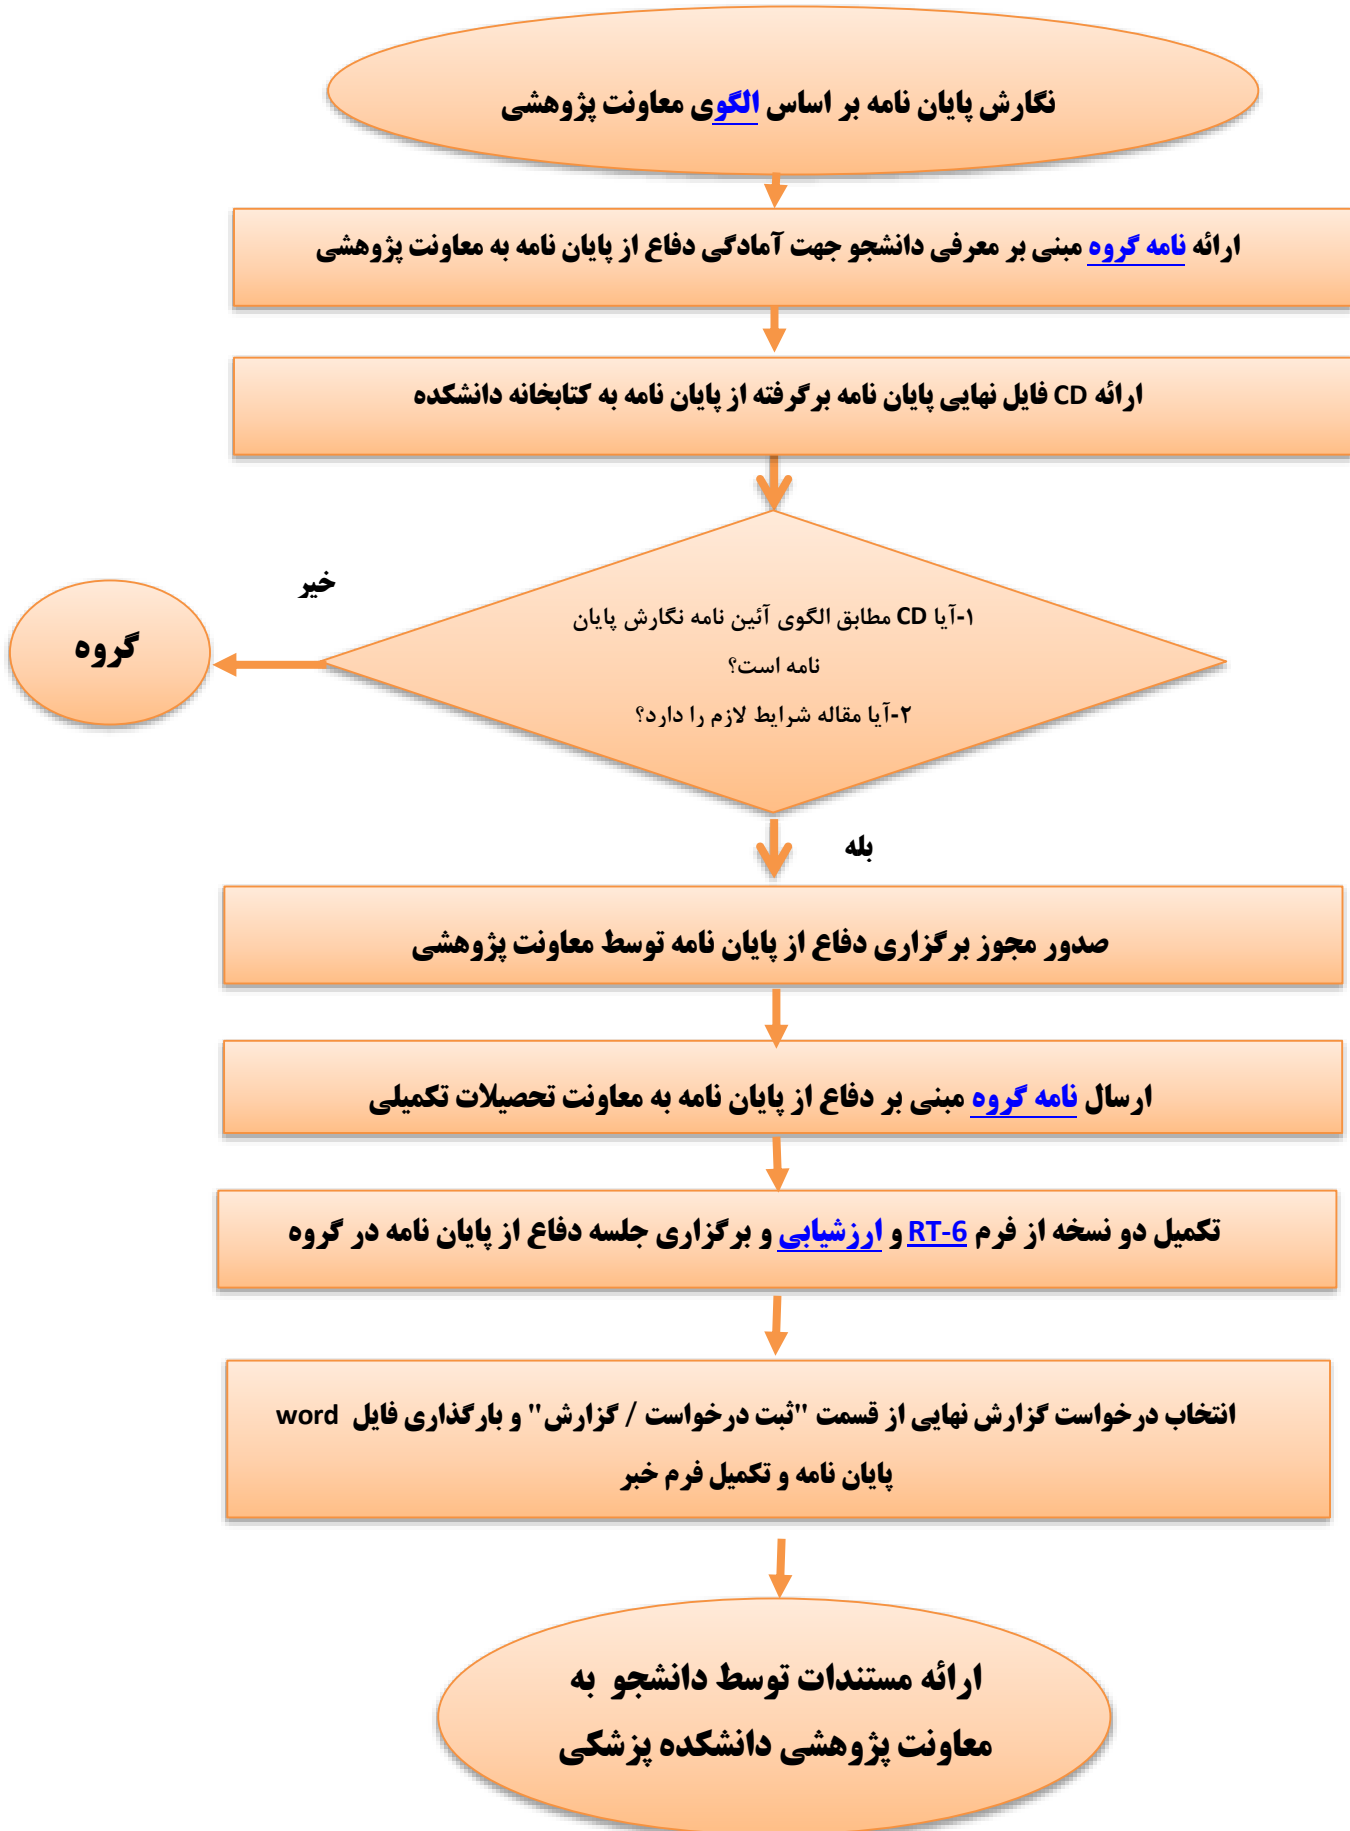 نگارش پایان نامه بر اساس الگوی معاونت پژوهشی
ارائه نامه گروه مبنی بر معرفی دانشجو جهت آمادگی دفاع از پایان نامه به معاونت پژوهشی
ارائه CD فایل نهایی پایان نامه برگرفته از پایان نامه به کتابخانه دانشکده
خیر
گروه
۱-آیا CD مطابق الگوی آئین نامه نگارش پایان
نامه است؟
۲-آیا مقاله شرایط لازم را دارد؟
بله
صدور مجوز برگزاری دفاع از پایان نامه توسط معاونت پژوهشی
ارسال نامه گروه مبنی بر دفاع از پایان نامه به معاونت تحصیلات تکمیلی
تکمیل دو نسخه از فرم RT-6 و ارزشیابی و برگزاری جلسه دفاع از پایان نامه در گروه
انتخاب درخواست گزارش نهایی از قسمت "ثبت درخواست / گزارش" و بارگذاری فایل word
پایان نامه و تکمیل فرم خبر
ارائه مستندات توسط دانشجو به
معاونت پژوهشی دانشکده پزشکی